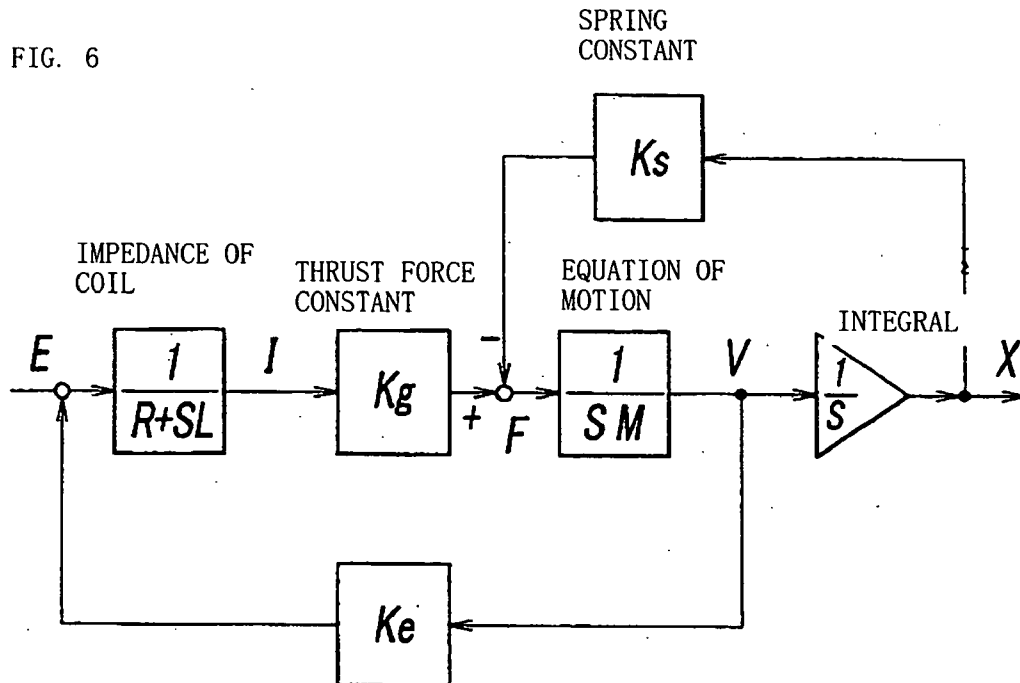 FIG. 6
SPRING
CONSTANT
Ks
IMPEDANCE OF
COIL
THRUST FORCE
CONSTANT
EQUATION OF
MOTION
INTEGRAL
E
1
R+SL
I
Kg
-
+
F
1
SM
V
1
S
X
Ke